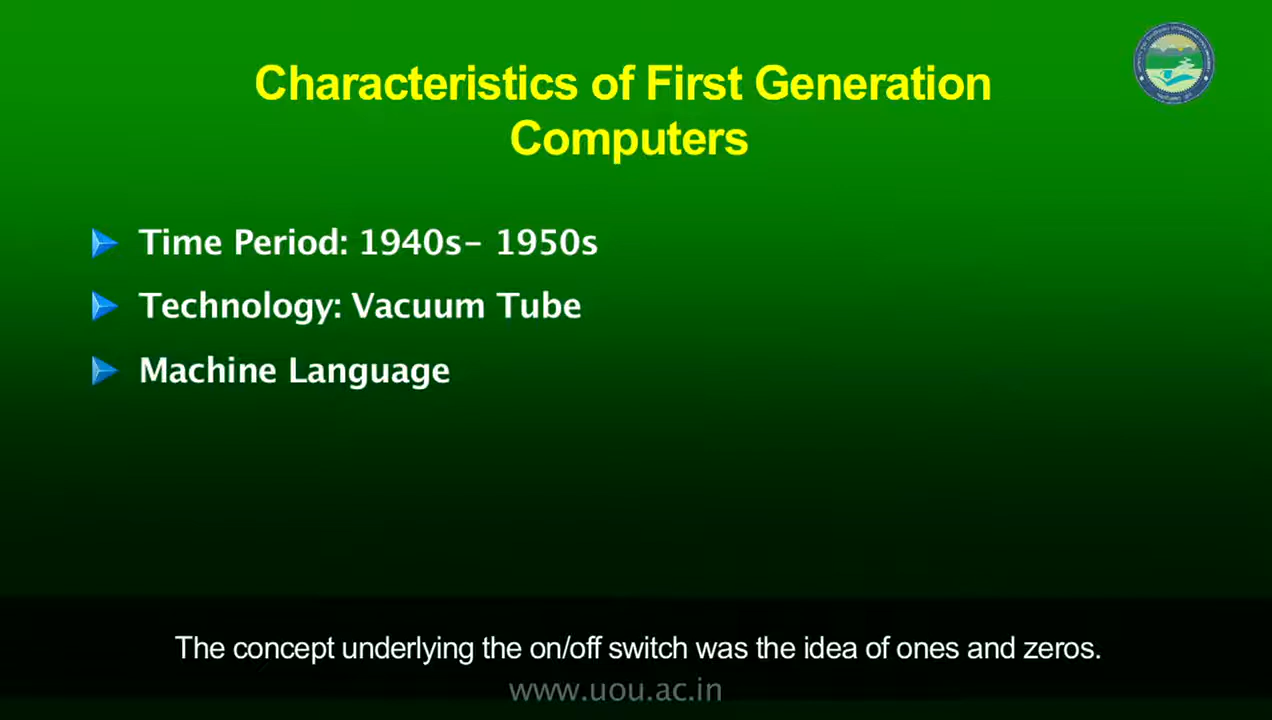 Characteristics of First Generation
Computers
Time Period: 1940s– 1950s
Technology: Vacuum Tube
Machine Language
The concept underlying the on/off switch was the idea of ones and zeros.
www.uou.ac.in